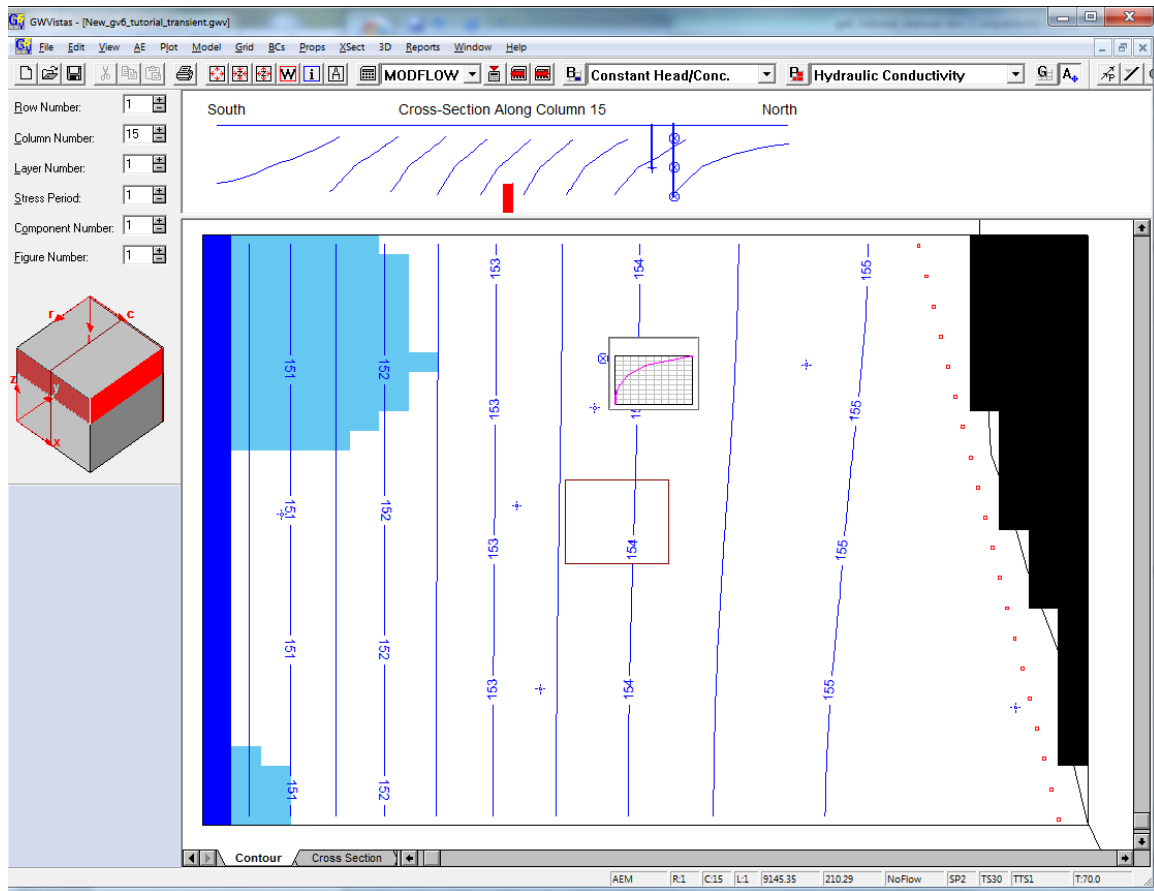 GWVistas - [New_gv6_tutorial_transient.gwv]
File Edit View AE Plot Model Grid BCs Props XSect 3D Reports Window Help
W i A MODFLOW B Constant Head/Conc. P Hydraulic Conductivity G A
Row Number: 1
Column Number: 15
Layer Number: 1
Stress Period: 1
Component Number: 1
Figure Number: 1
South Cross-Section Along Column 15 North
r c
z y
x
153 154 155
151 152
153 155
151 152
153 154 155
151 152
153 154 155
151 152
Contour Cross Section
AEM R:1 C:15 L:1 9145.35 210.29 NoFlow SP2 TS30 TTS1 T:70.0